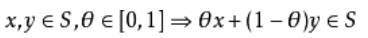 x,y ∈ S, θ ∈ [0,1] ⇒ θx + (1 − θ)y ∈ S